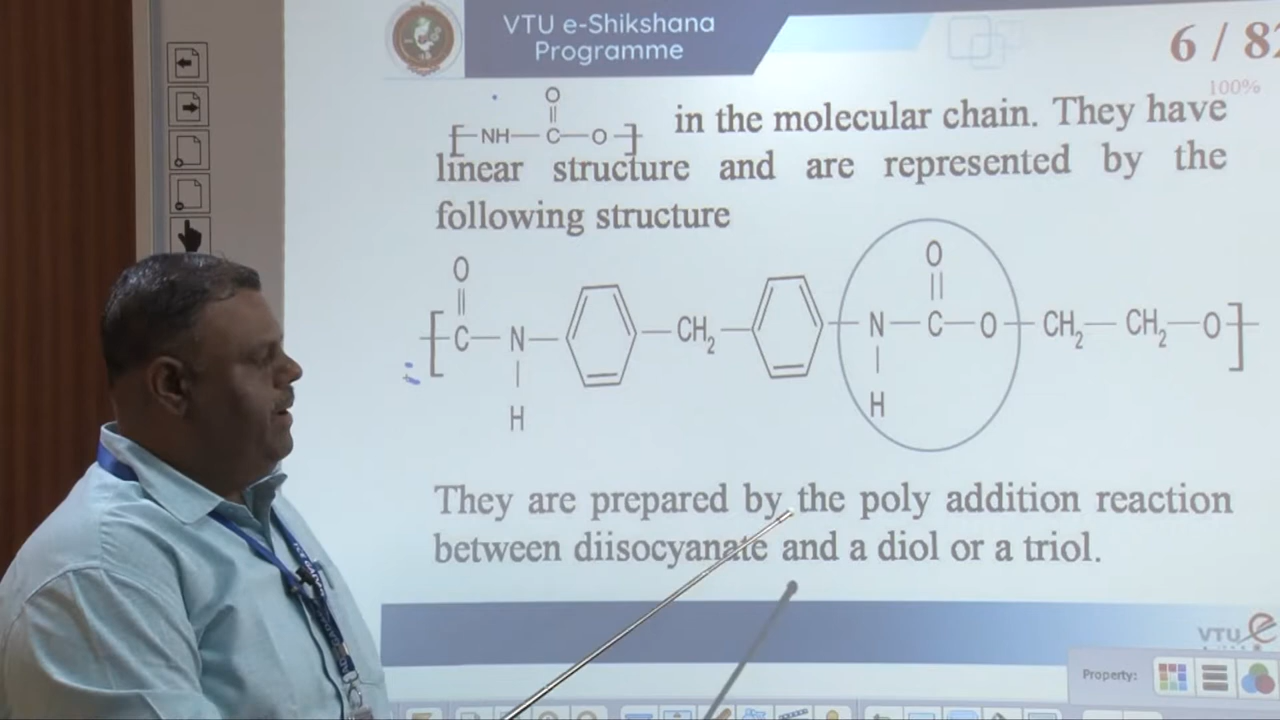 VTU e-Shikshana
Programme
6 / 82
100%
O
[ NH — C — O ] in the molecular chain. They have
linear structure and are represented by the
following structure
O
O
[ C — N — — CH2 — — N — C — O — CH2 — CH2 — O ]
H
H
They are prepared by the poly addition reaction
between diisocyanate and a diol or a triol.
VTU e
Property: